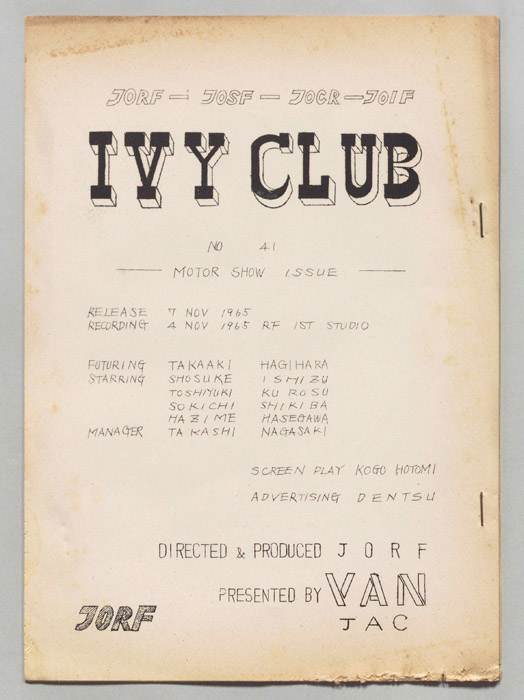 JORF — JOSF — JOCR — JOIF
IVY CLUB
NO 41
MOTOR SHOW ISSUE
RELEASE 7 NOV 1965
RECORDING 4 NOV 1965 RF 1ST STUDIO
FUTURING TAKAAKI HAGIHARA
STARRING SHOSUKE ISHIZU
TOSHIYUKI KUROSU
SOKICHI SHIKIBA
HAZIME HASEGAWA
MANAGER TAKASHI NAGASAKI
SCREEN PLAY KOGO HOTOMI
ADVERTISING DENTSU
DIRECTED & PRODUCED JORF
PRESENTED BY VAN
JAC
JORF